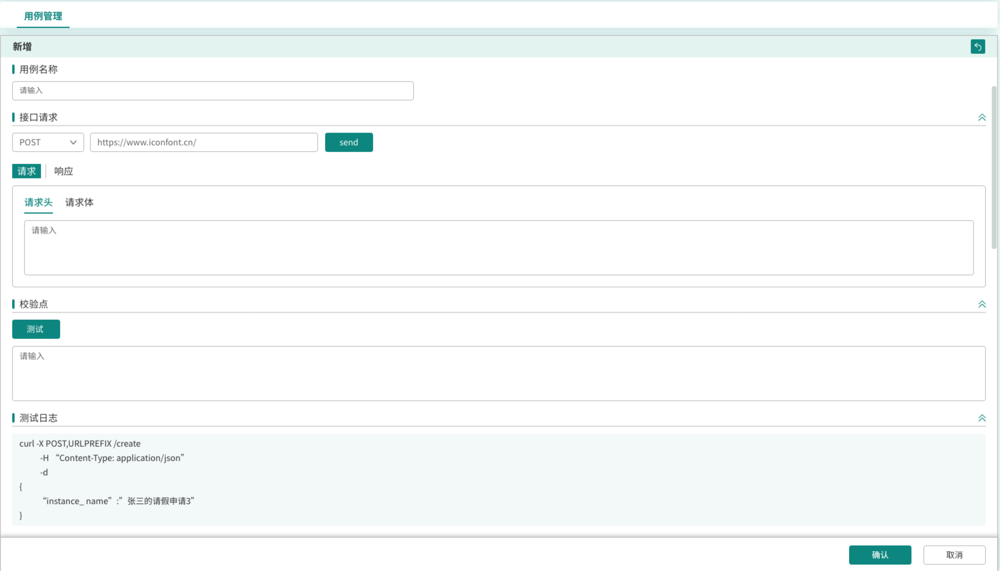 用例管理
新增
用例名称
请输入
接口请求
POST
https://www.iconfont.cn/
send
请求
响应
请求头
请求体
请输入
校验点
测试
请输入
测试日志
curl -X POST,URLPREFIX /create
-H “Content-Type: application/json”
-d
{
“instance_ name”:”张三的请假申请3”
}
确认
取消